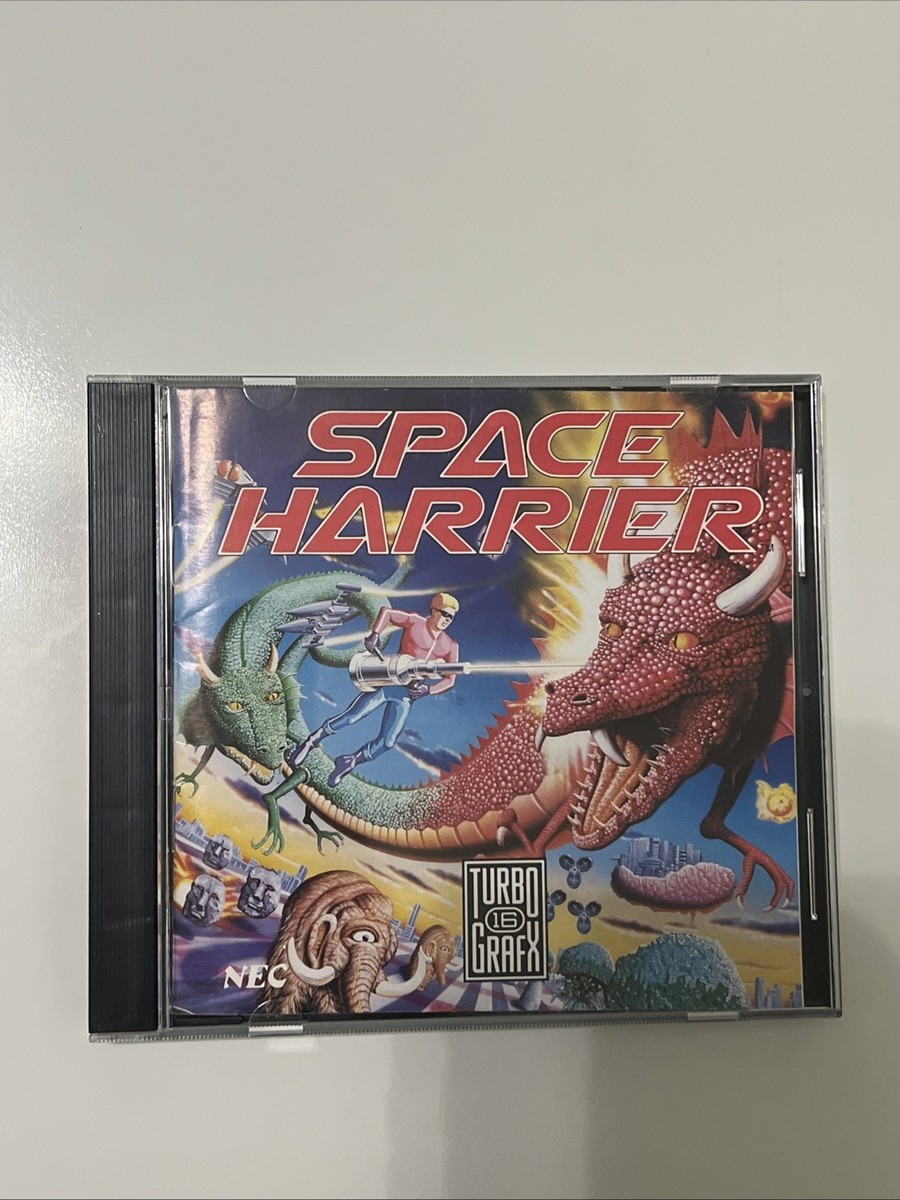 SPACE
HARRIER
TURBO
16
GRAFX
NEC